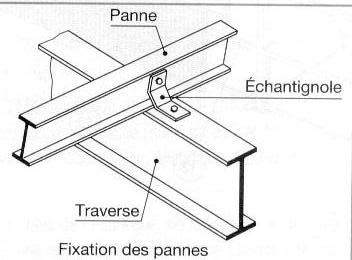 Panne
Échantignole
Traverse
Fixation des pannes